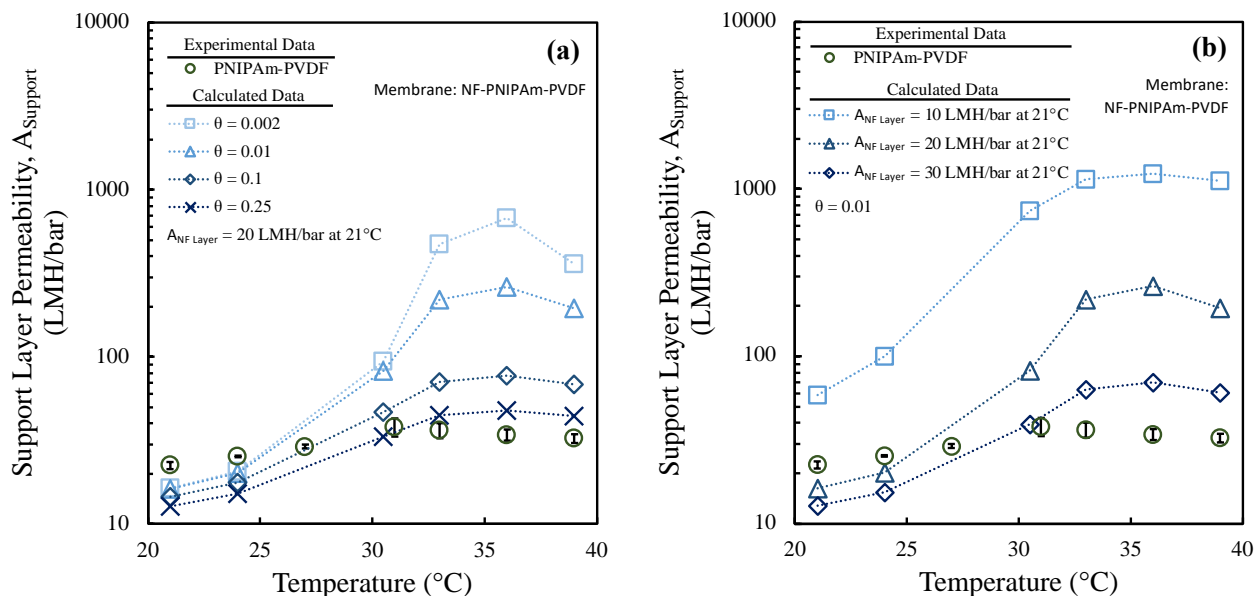 Support Layer Permeability, A_Support
(LMH/bar)
10000
1000
100
10
20
25
30
35
40
Temperature (°C)
(a)
Experimental Data
PNIPAm-PVDF
Membrane: NF-PNIPAm-PVDF
Calculated Data
θ = 0.002
θ = 0.01
θ = 0.1
θ = 0.25
A_NF Layer = 20 LMH/bar at 21°C
Support Layer Permeability, A_Support
(LMH/bar)
10000
1000
100
10
20
25
30
35
40
Temperature (°C)
(b)
Experimental Data
PNIPAm-PVDF
Membrane:
NF-PNIPAm-PVDF
Calculated Data
A_NF Layer = 10 LMH/bar at 21°C
A_NF Layer = 20 LMH/bar at 21°C
A_NF Layer = 30 LMH/bar at 21°C
θ = 0.01